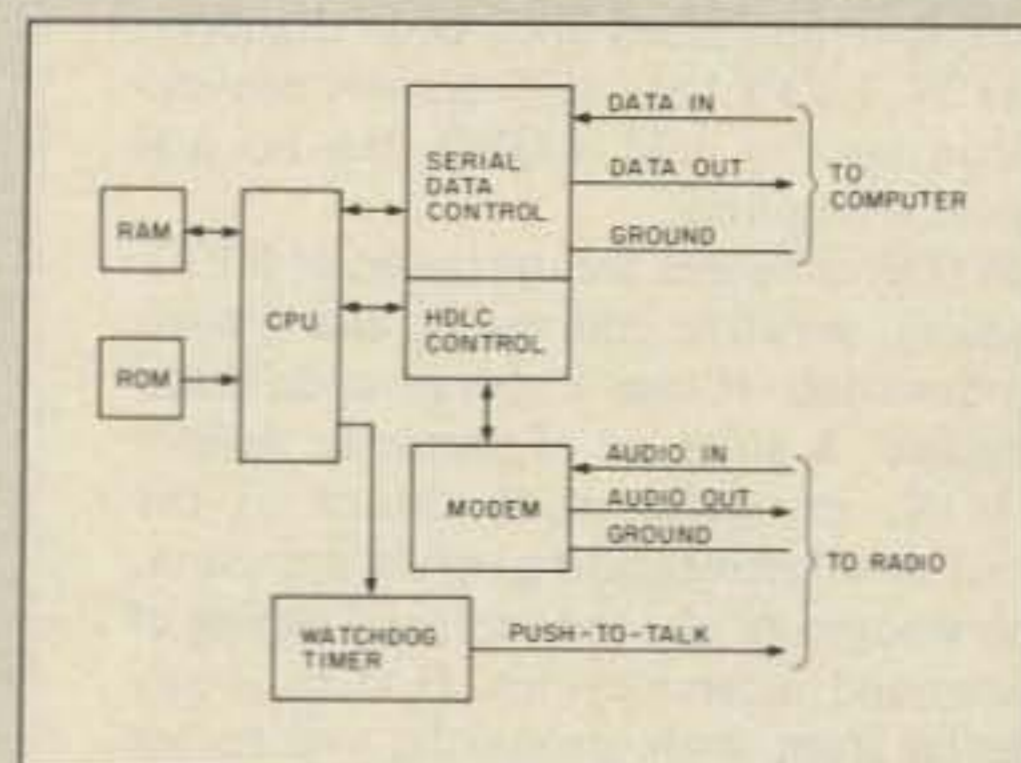 DATA IN
SERIAL
DATA
CONTROL
DATA OUT
TO
COMPUTER
GROUND
RAM
CPU
HDLC
CONTROL
ROM
AUDIO IN
MODEM
AUDIO OUT
GROUND
TO RADIO
WATCHDOG
TIMER
PUSH-TO-TALK